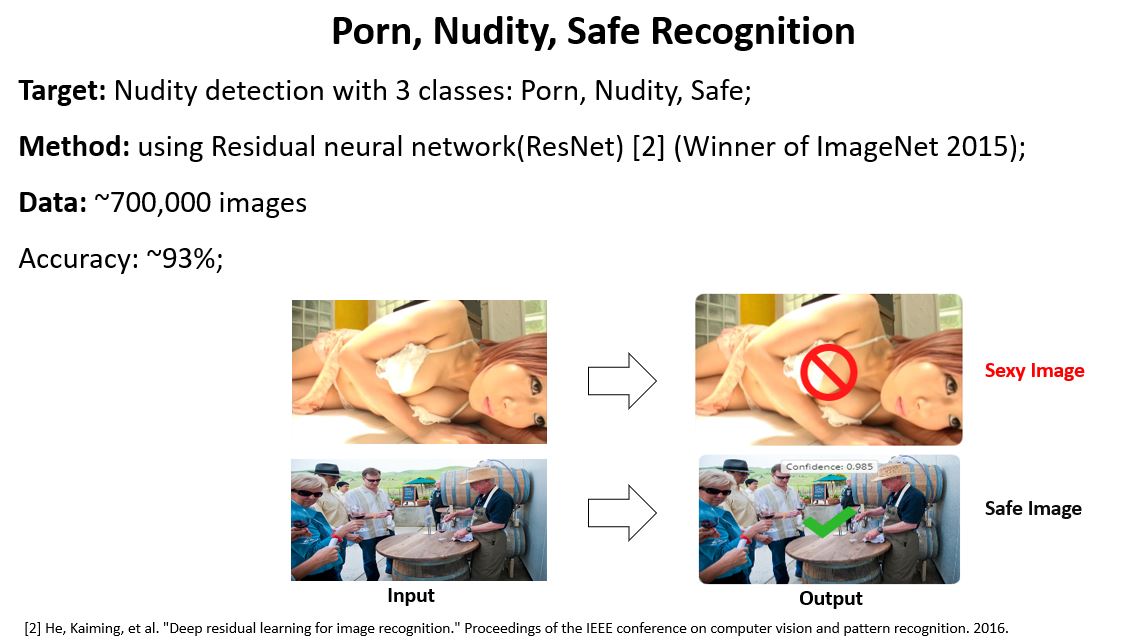 Porn, Nudity, Safe Recognition
Target: Nudity detection with 3 classes: Porn, Nudity, Safe;
Method: using Residual neural network(ResNet) [2] (Winner of ImageNet 2015);
Data: ~700,000 images
Accuracy: ~93%;
Sexy Image
Confidence: 0.985
Safe Image
Input
Output
[2] He, Kaiming, et al. "Deep residual learning for image recognition." Proceedings of the IEEE conference on computer vision and pattern recognition. 2016.